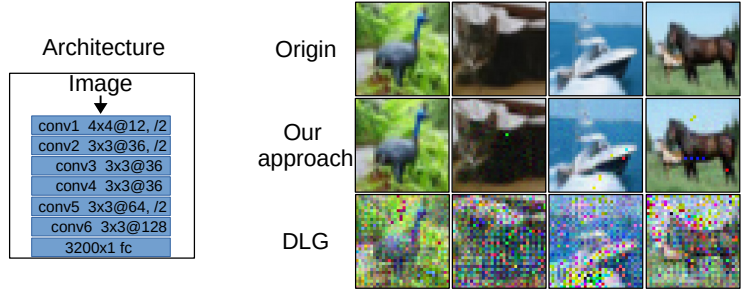 Architecture
Image
conv1 4x4@12, /2
conv2 3x3@36, /2
conv3 3x3@36
conv4 3x3@36
conv5 3x3@64, /2
conv6 3x3@128
3200x1 fc
Origin
Our
approach
DLG